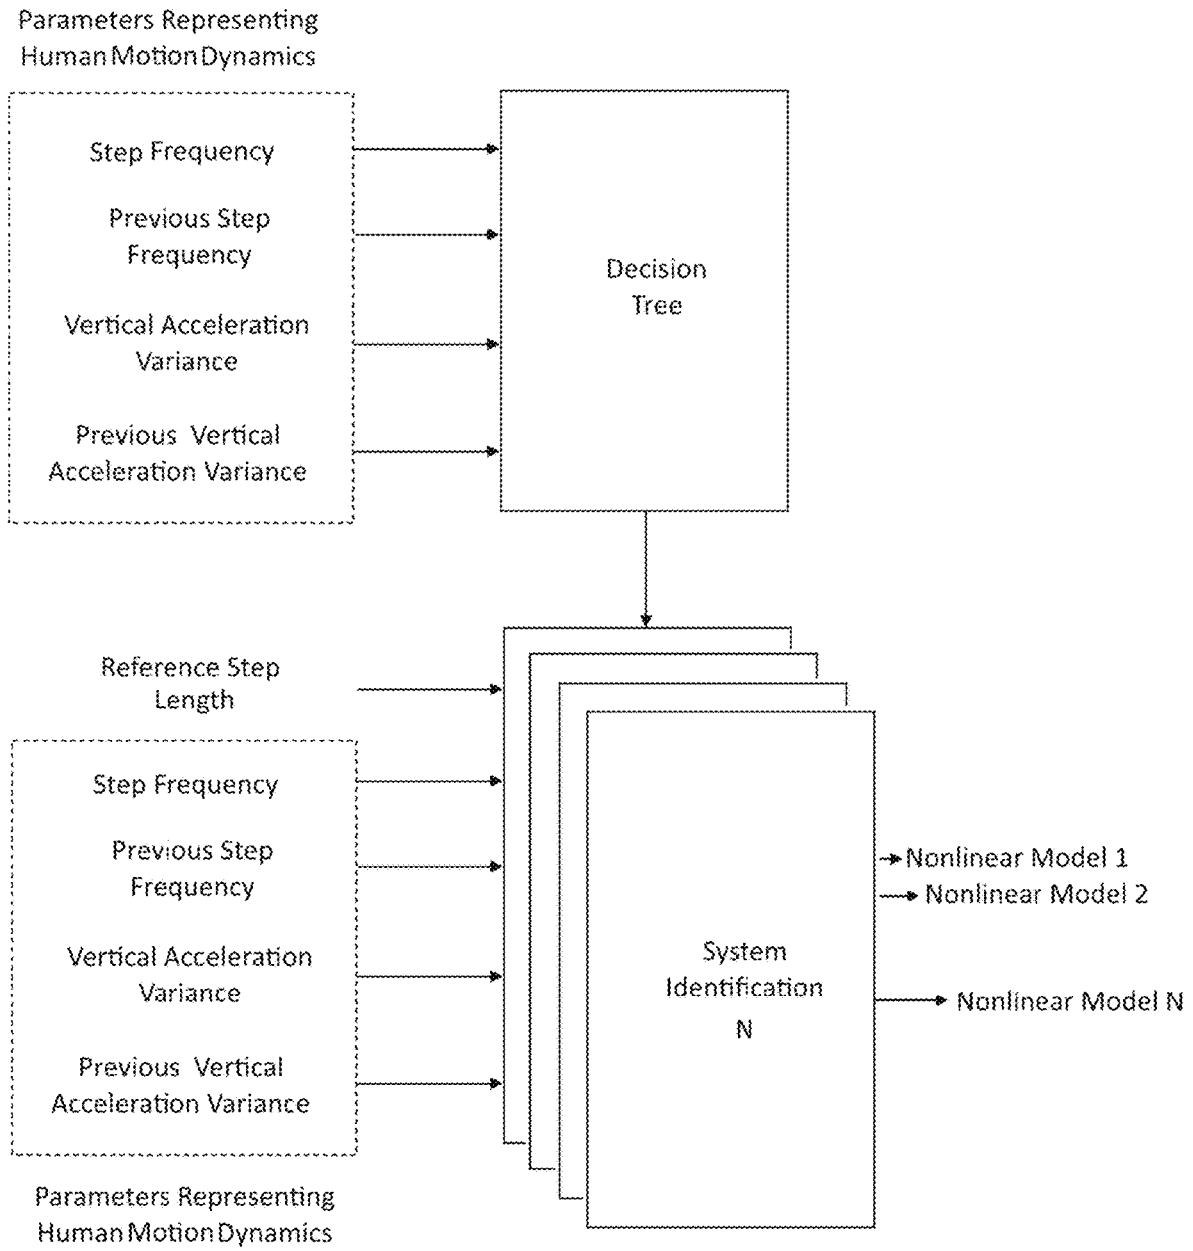 Parameters Representing
Human Motion Dynamics
Step Frequency
Previous Step
Frequency
Vertical Acceleration
Variance
Previous Vertical
Acceleration Variance
Decision
Tree
Reference Step
Length
Step Frequency
Previous Step
Frequency
Vertical Acceleration
Variance
Previous Vertical
Acceleration Variance
Parameters Representing
Human Motion Dynamics
System
Identification
N
Nonlinear Model 1
Nonlinear Model 2
Nonlinear Model N